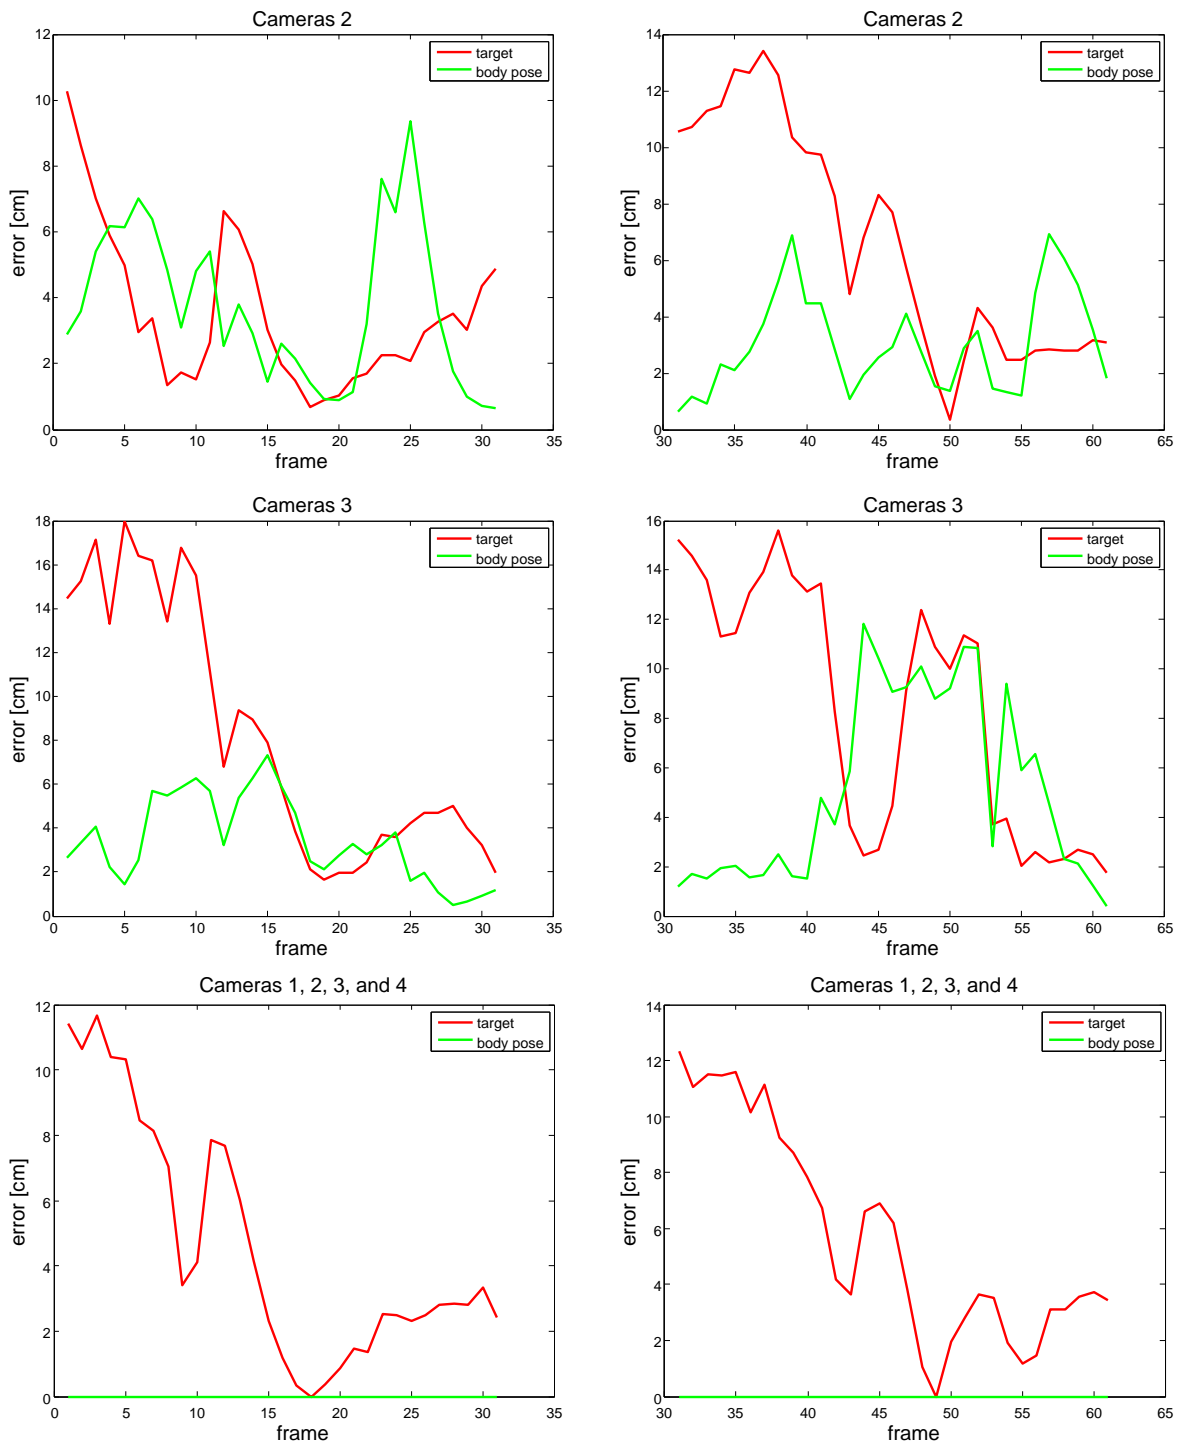 Cameras 2
12
10
8
6
4
2
0
error [cm]
0 5 10 15 20 25 30 35
frame
target
body pose
Cameras 2
14
12
10
8
6
4
2
0
error [cm]
30 35 40 45 50 55 60 65
frame
target
body pose
Cameras 3
18
16
14
12
10
8
6
4
2
0
error [cm]
0 5 10 15 20 25 30 35
frame
target
body pose
Cameras 3
16
14
12
10
8
6
4
2
0
error [cm]
30 35 40 45 50 55 60 65
frame
target
body pose
Cameras 1, 2, 3, and 4
12
10
8
6
4
2
0
error [cm]
0 5 10 15 20 25 30 35
frame
target
body pose
Cameras 1, 2, 3, and 4
14
12
10
8
6
4
2
0
error [cm]
30 35 40 45 50 55 60 65
frame
target
body pose